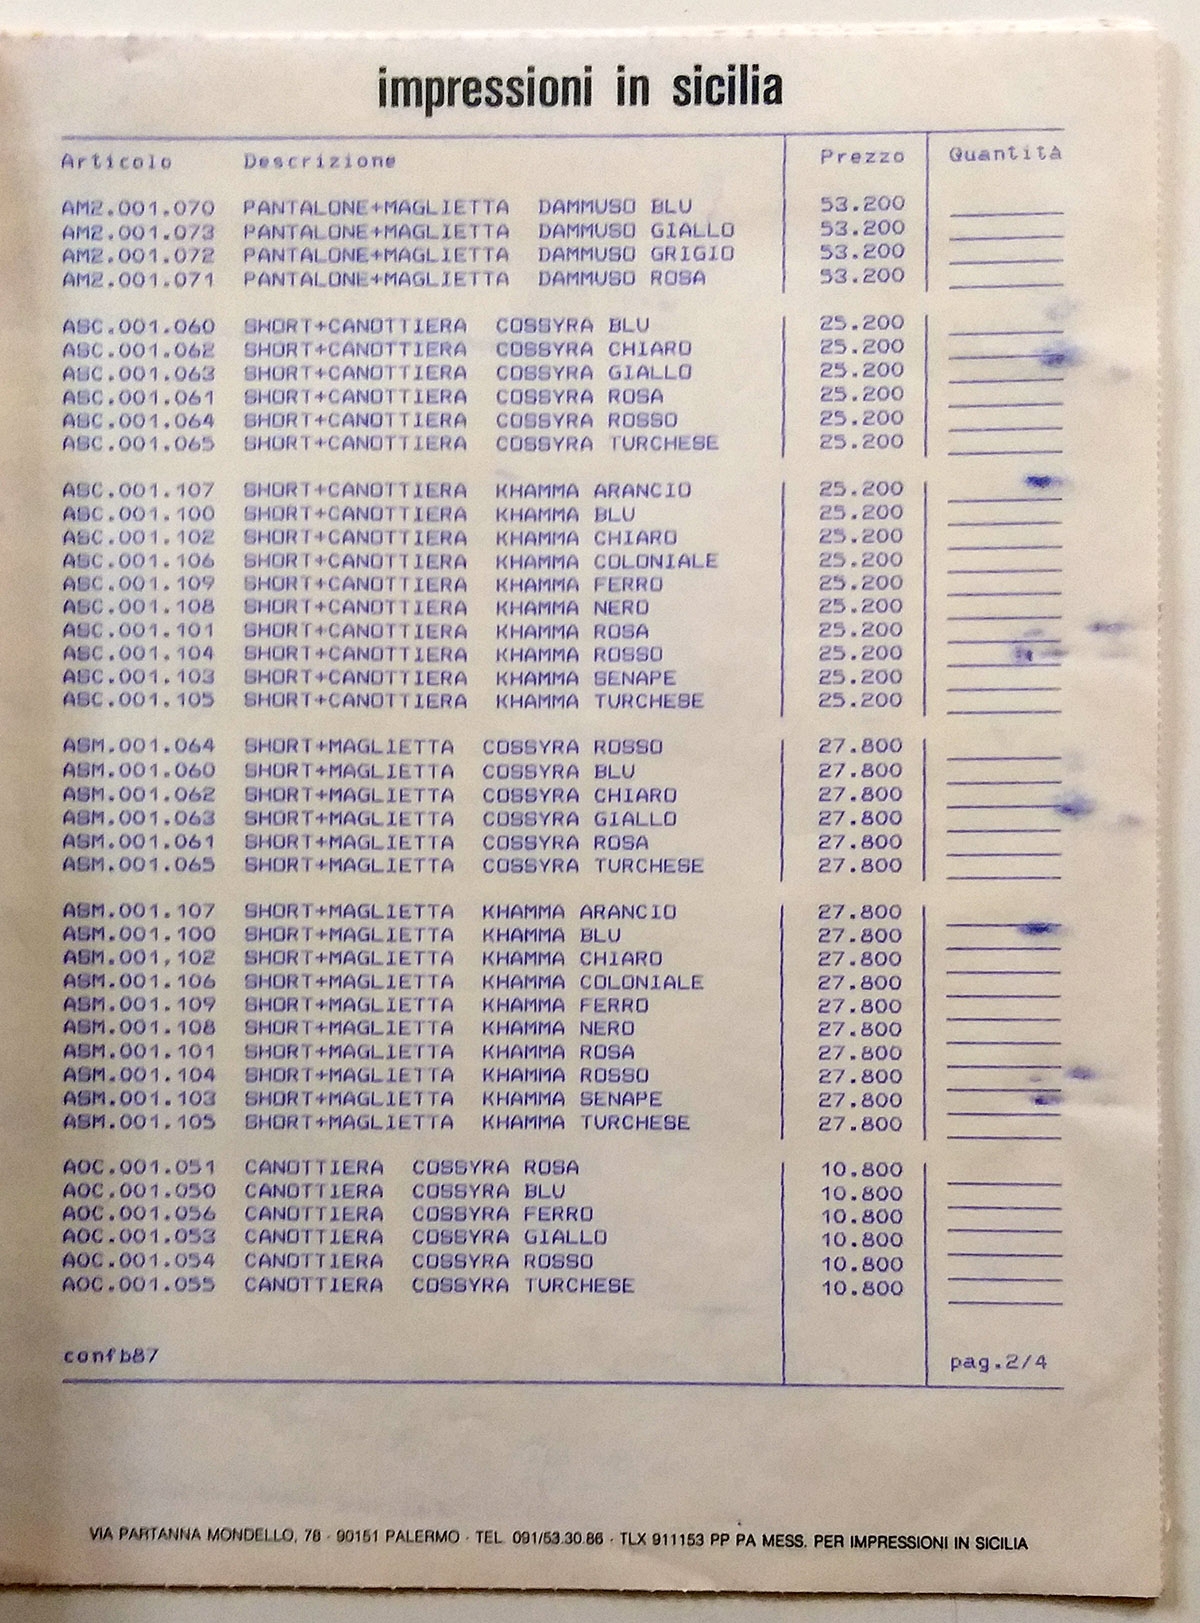 impressioni in sicilia
Articolo Descrizione Prezzo Quantità
AM2.001.070 PANTALONE+MAGLIETTA DAMMUSO BLU 53.200
AM2.001.073 PANTALONE+MAGLIETTA DAMMUSO GIALLO 53.200
AM2.001.072 PANTALONE+MAGLIETTA DAMMUSO GRIGIO 53.200
AM2.001.071 PANTALONE+MAGLIETTA DAMMUSO ROSA 53.200
ASC.001.060 SHORT+CANOTTIERA COSSYRA BLU 25.200
ASC.001.062 SHORT+CANOTTIERA COSSYRA CHIARO 25.200
ASC.001.063 SHORT+CANOTTIERA COSSYRA GIALLO 25.200
ASC.001.061 SHORT+CANOTTIERA COSSYRA ROSA 25.200
ASC.001.064 SHORT+CANOTTIERA COSSYRA ROSSO 25.200
ASC.001.065 SHORT+CANOTTIERA COSSYRA TURCHESE 25.200
ASC.001.107 SHORT+CANOTTIERA KHAMMA ARANCIO 25.200
ASC.001.100 SHORT+CANOTTIERA KHAMMA BLU 25.200
ASC.001.102 SHORT+CANOTTIERA KHAMMA CHIARO 25.200
ASC.001.106 SHORT+CANOTTIERA KHAMMA COLONIALE 25.200
ASC.001.109 SHORT+CANOTTIERA KHAMMA FERRO 25.200
ASC.001.108 SHORT+CANOTTIERA KHAMMA NERO 25.200
ASC.001.101 SHORT+CANOTTIERA KHAMMA ROSA 25.200
ASC.001.104 SHORT+CANOTTIERA KHAMMA ROSSO 25.200
ASC.001.103 SHORT+CANOTTIERA KHAMMA SENAPE 25.200
ASC.001.105 SHORT+CANOTTIERA KHAMMA TURCHESE 25.200
ASM.001.064 SHORT+MAGLIETTA COSSYRA ROSSO 27.800
ASM.001.060 SHORT+MAGLIETTA COSSYRA BLU 27.800
ASM.001.062 SHORT+MAGLIETTA COSSYRA CHIARO 27.800
ASM.001.063 SHORT+MAGLIETTA COSSYRA GIALLO 27.800
ASM.001.061 SHORT+MAGLIETTA COSSYRA ROSA 27.800
ASM.001.065 SHORT+MAGLIETTA COSSYRA TURCHESE 27.800
ASM.001.107 SHORT+MAGLIETTA KHAMMA ARANCIO 27.800
ASM.001.100 SHORT+MAGLIETTA KHAMMA BLU 27.800
ASM.001,102 SHORT+MAGLIETTA KHAMMA CHIARO 27.800
ASM.001.106 SHORT+MAGLIETTA KHAMMA COLONIALE 27.800
ASM.001.109 SHORT+MAGLIETTA KHAMMA FERRO 27.800
ASM.001.108 SHORT+MAGLIETTA KHAMMA NERO 27.800
ASM.001.101 SHORT+MAGLIETTA KHAMMA ROSA 27.800
ASM.001.104 SHORT+MAGLIETTA KHAMMA ROSSO 27.800
ASM.001.103 SHORT+MAGLIETTA KHAMMA SENAPE 27.800
ASM.001.105 SHORT+MAGLIETTA KHAMMA TURCHESE 27.800
AOC.001.051 CANOTTIERA COSSYRA ROSA 10.800
AOC.001.050 CANOTTIERA COSSYRA BLU 10.800
AOC.001.056 CANOTTIERA COSSYRA FERRO 10.800
AOC.001.053 CANOTTIERA COSSYRA GIALLO 10.800
AOC.001.054 CANOTTIERA COSSYRA ROSSO 10.800
AOC.001.055 CANOTTIERA COSSYRA TURCHESE 10.800
confb87 pag.2/4
VIA PARTANNA MONDELLO, 78 - 90151 PALERMO - TEL. 091/53.30.86 - TLX 911153 PP PA MESS. PER IMPRESSIONI IN SICILIA